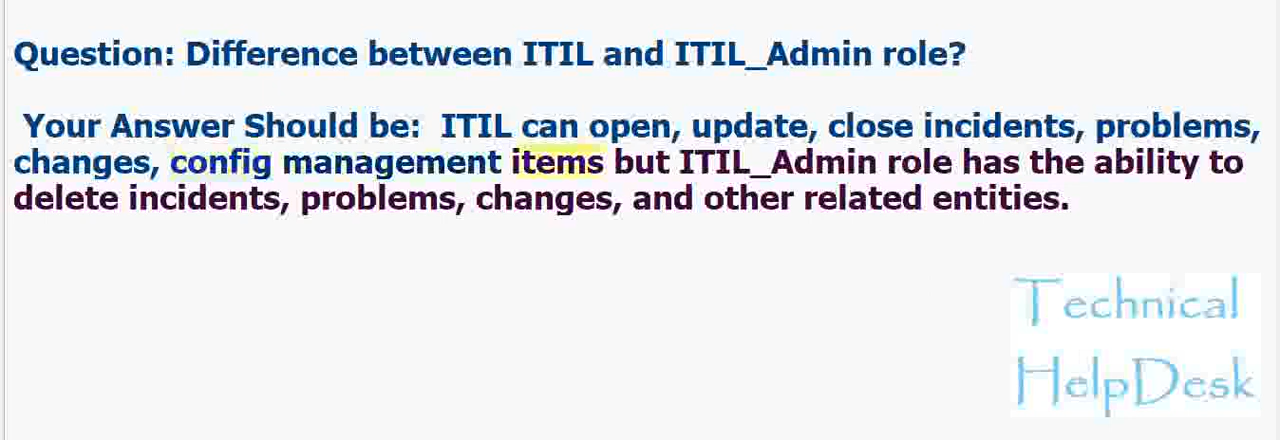 Question: Difference between ITIL and ITIL_Admin role?
Your Answer Should be: ITIL can open, update, close incidents, problems,
changes, config management items but ITIL_Admin role has the ability to
delete incidents, problems, changes, and other related entities.
Technical
HelpDesk